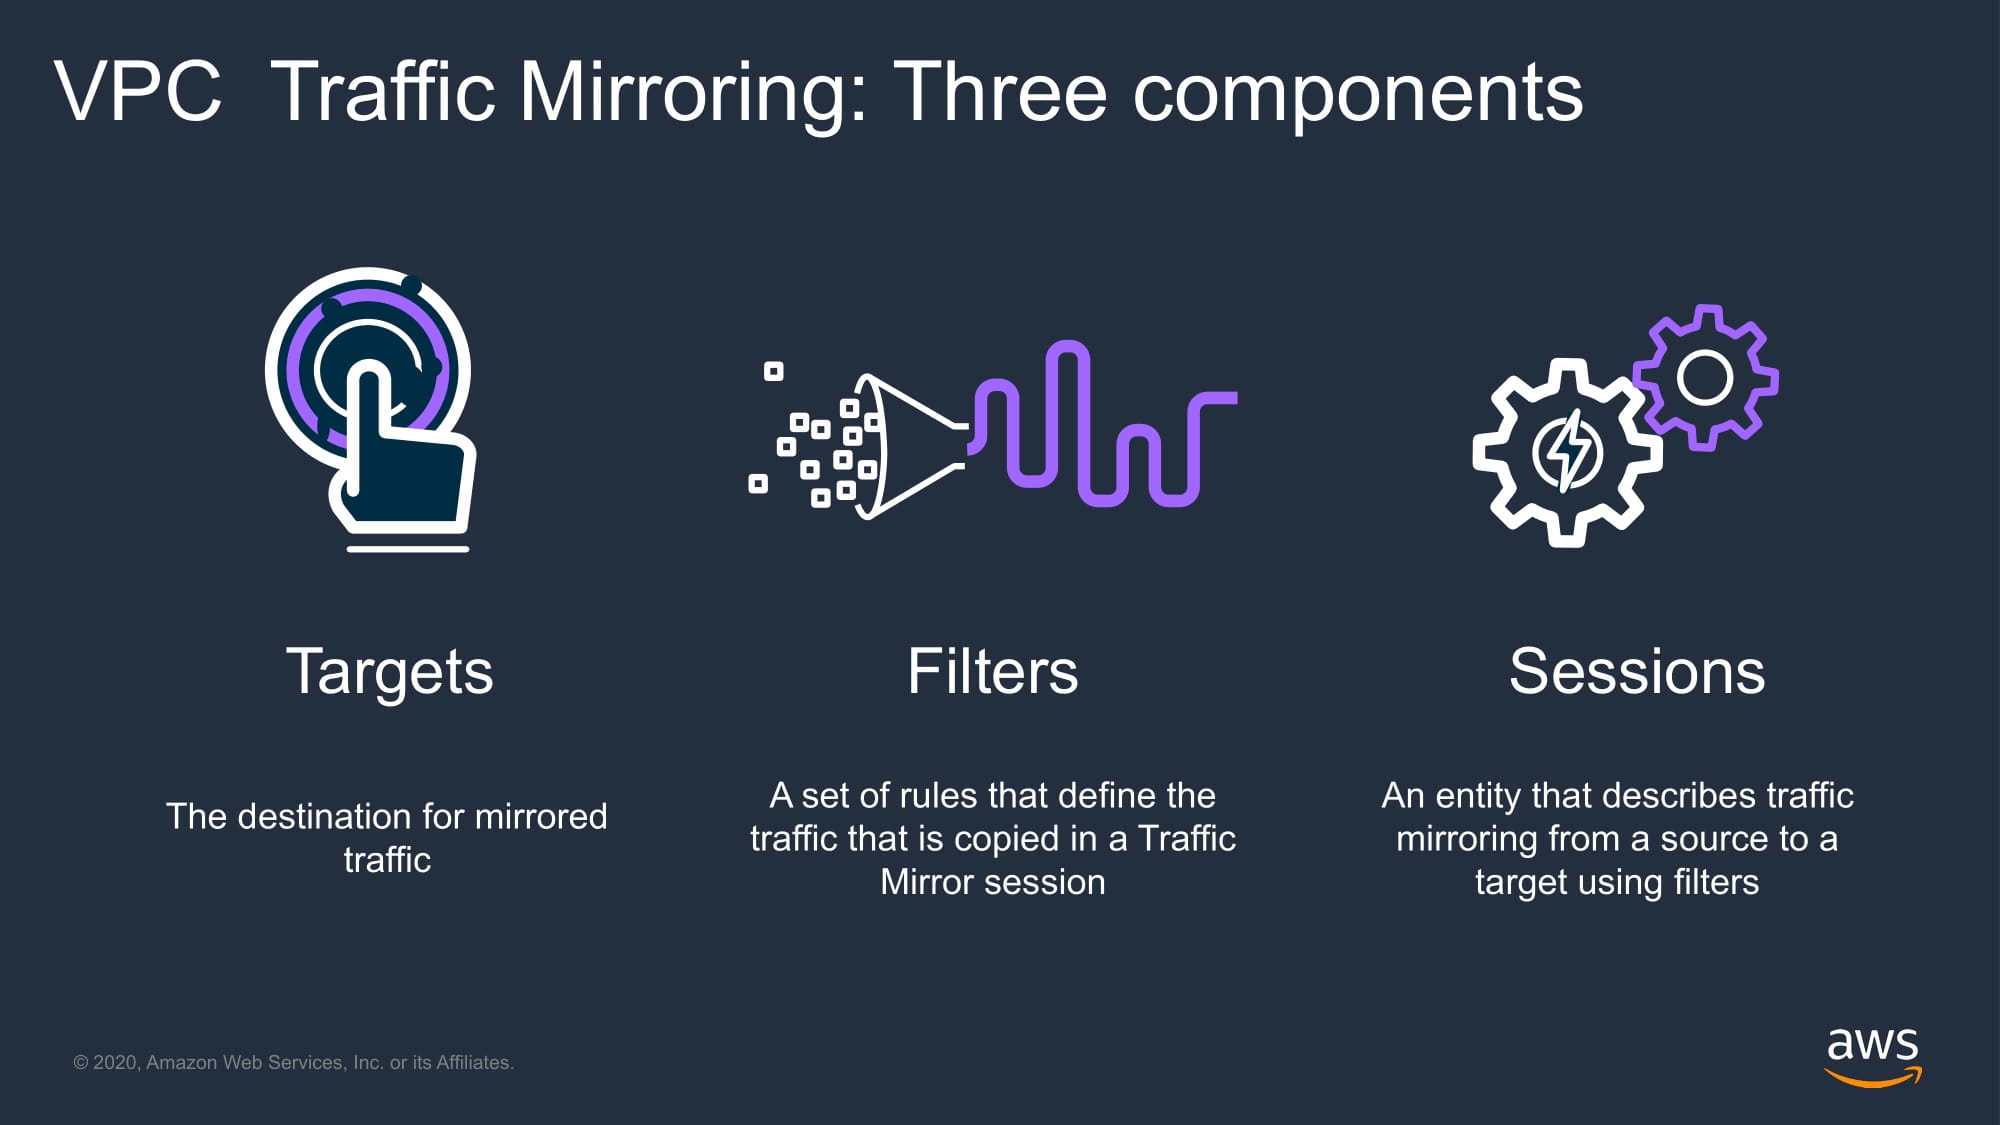 VPC  Traffic Mirroring: Three components
Targets
The destination for mirrored
traffic
Filters
A set of rules that define the
traffic that is copied in a Traffic
Mirror session
Sessions
An entity that describes traffic
mirroring from a source to a
target using filters
© 2020, Amazon Web Services, Inc. or its Affiliates.
aws